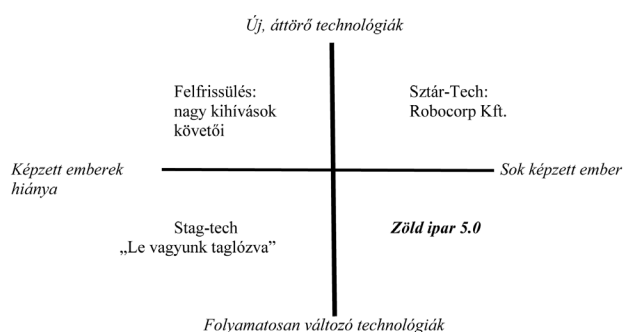 Új, áttörő technológiák
Felfrissülés:
nagy kihívások
követői
Sztár-Tech:
Robocorp Kft.
Képzett emberek
hiánya
Sok képzett ember
Stag-tech
„Le vagyunk taglózva”
Zöld ipar 5.0
Folyamatosan változó technológiák